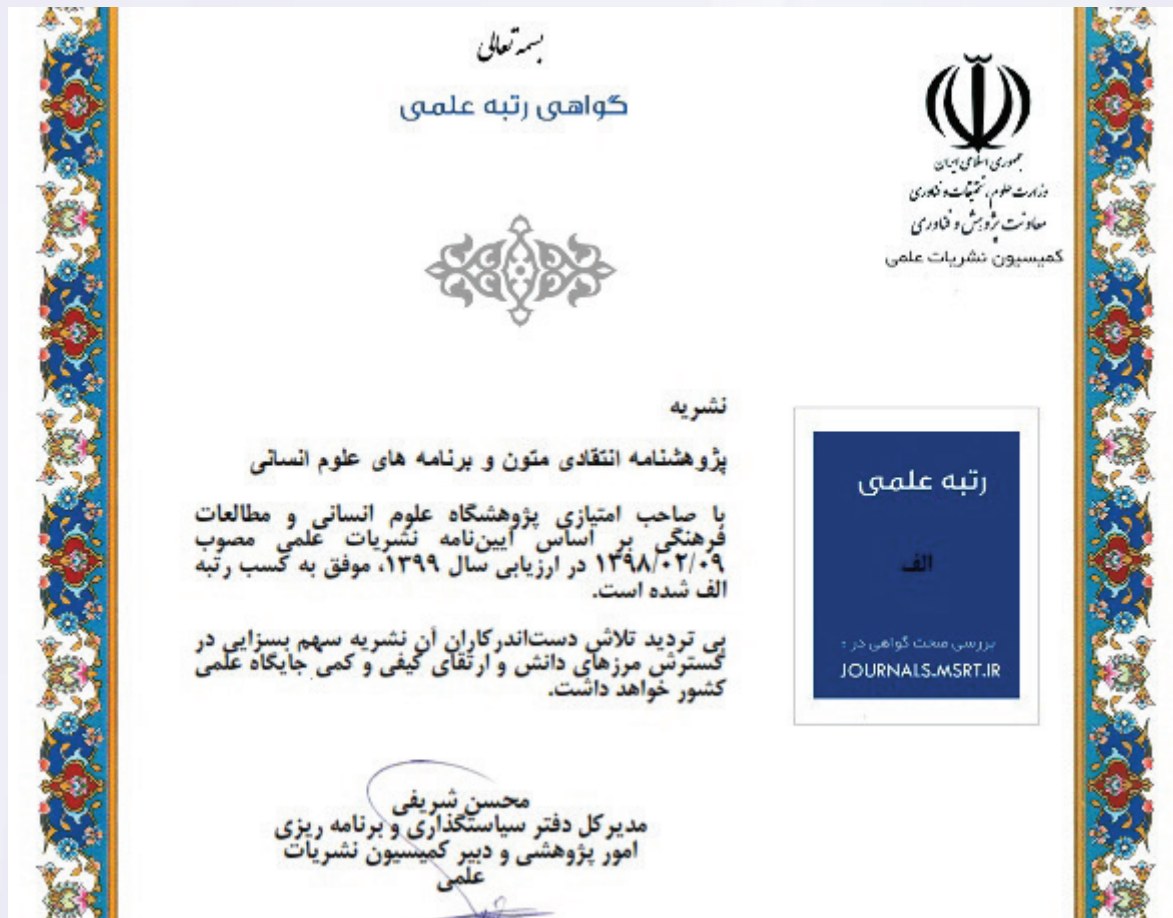 بسمه تعالی
گواهی رتبه علمی
جمهوری اسلامی ایران
وزارت علوم، تحقیقات و فناوری
معاونت پژوهش و فناوری
کمیسیون نشریات علمی
نشریه
پژوهشنامه انتقادی متون و برنامه های علوم انسانی
با صاحب امتیازی پژوهشگاه علوم انسانی و مطالعات
فرهنگی بر اساس آیین‌نامه نشریات علمی مصوب
۱۳۹۸/۰۲/۰۹ در ارزیابی سال ۱۳۹۹، موفق به کسب رتبه
الف شده است.
بی تردید تلاش دست‌اندرکاران آن نشریه سهم بسزایی در
گسترش مرزهای دانش و ارتقای کیفی و کمی جایگاه علمی
کشور خواهد داشت.
رتبه علمی
الف
بررسی صحت گواهی در :
JOURNALS.MSRT.IR
محسن شریفی
مدیر کل دفتر سیاستگذاری و برنامه ریزی
امور پژوهشی و دبیر کمیسیون نشریات
علمی